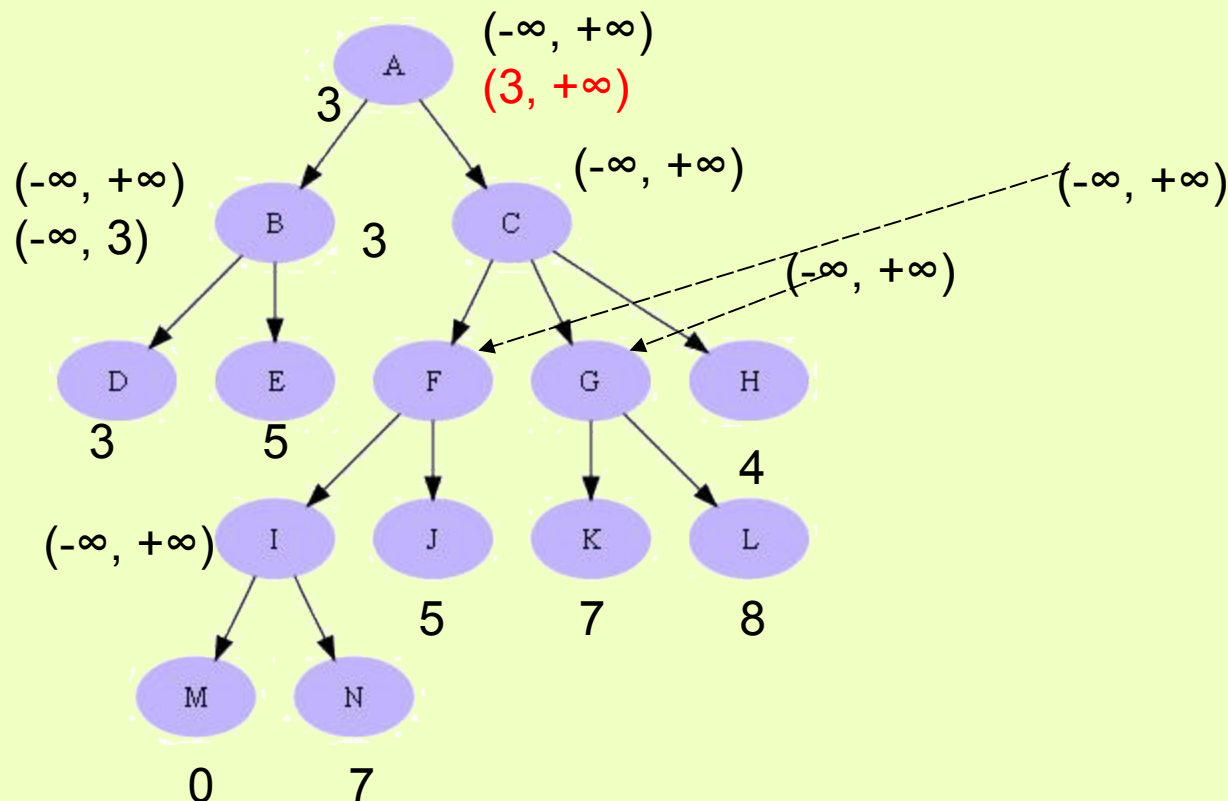 A
(-∞, +∞)
(3, +∞)
3
(-∞, +∞)
(-∞, 3)
B
3
C
(-∞, +∞)
(-∞, +∞)
(-∞, +∞)
D
E
F
G
H
3
5
4
(-∞, +∞)
I
J
K
L
5
7
8
M
N
0
7